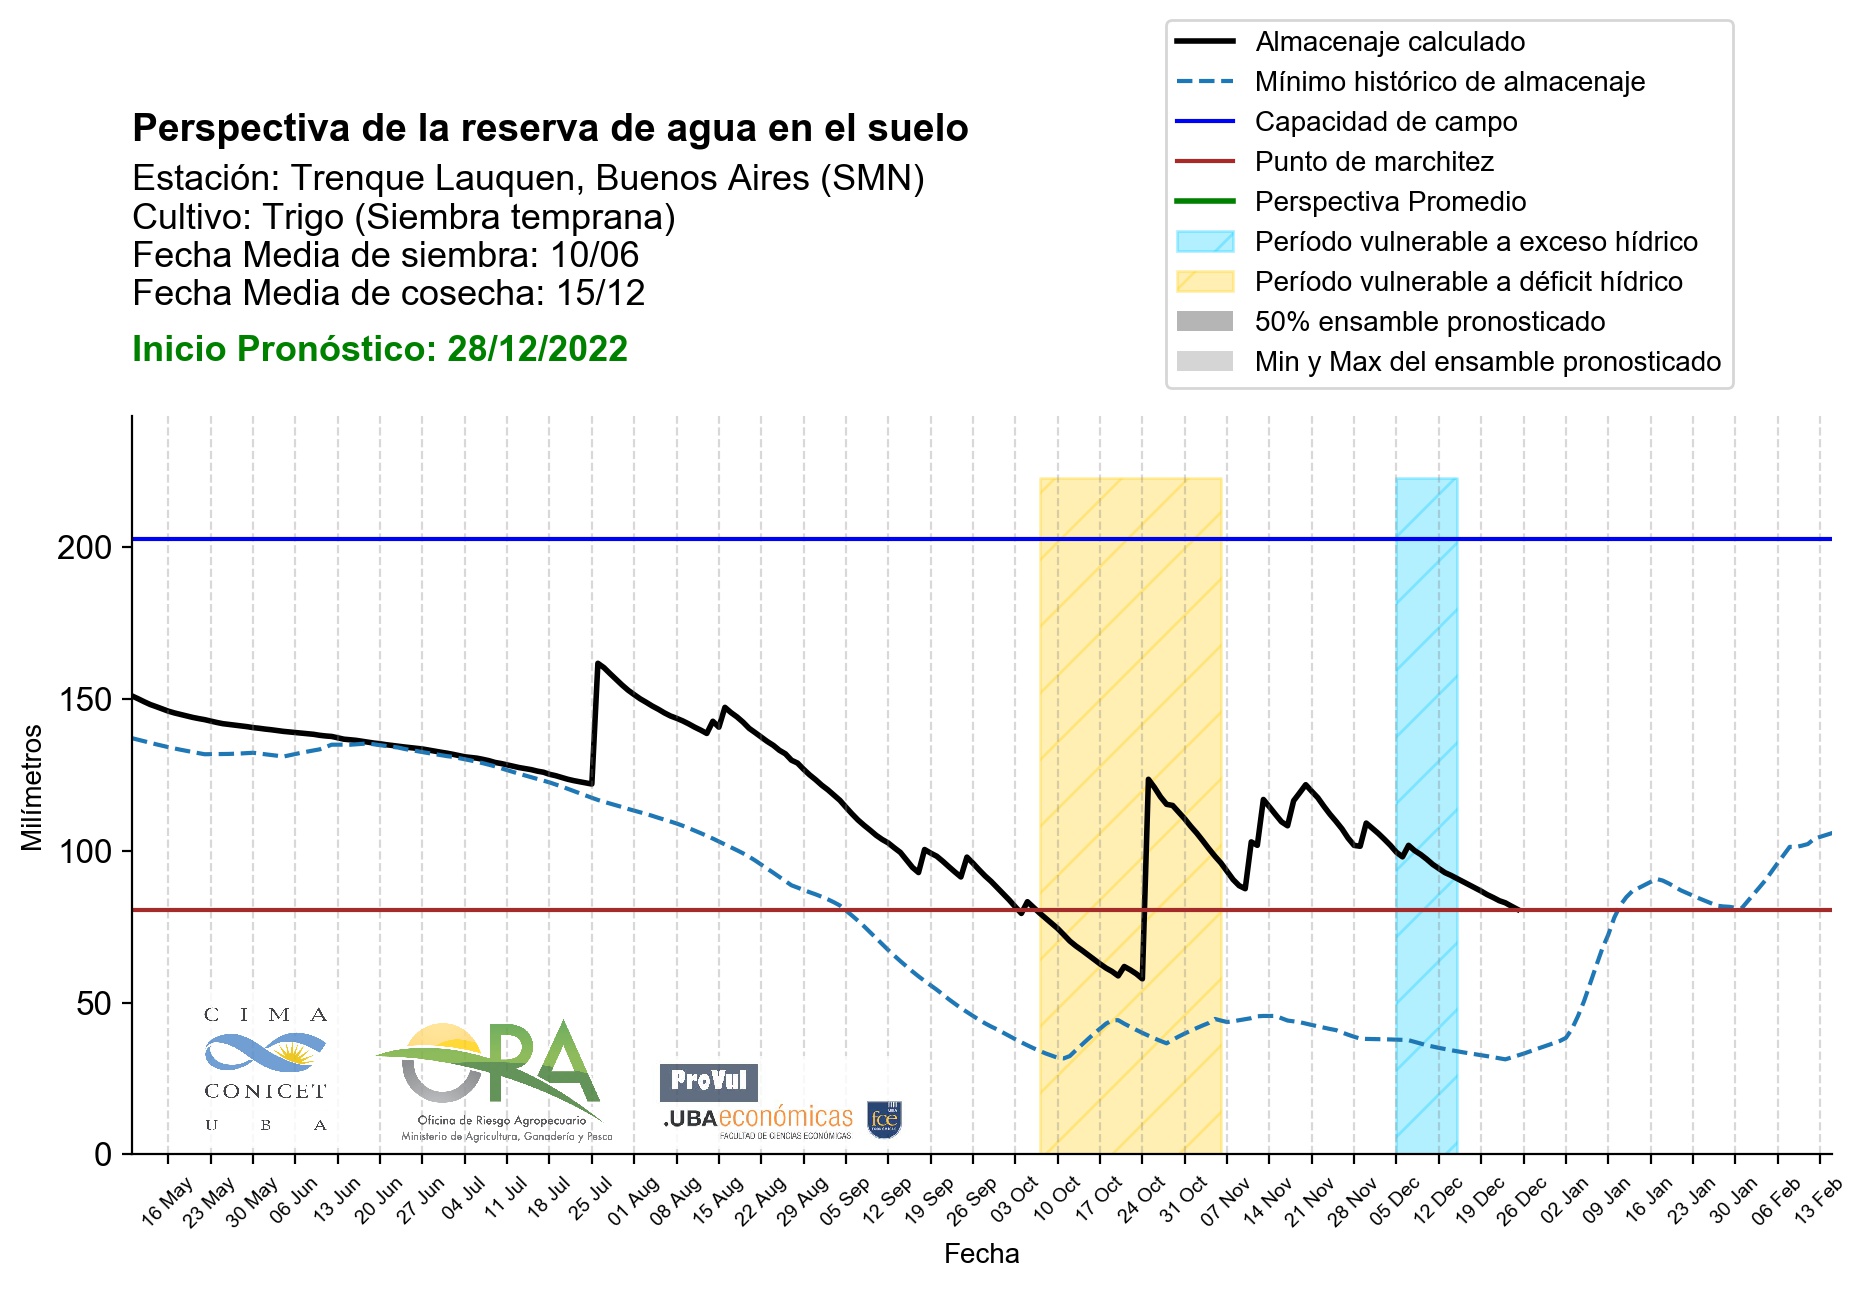 Almacenaje calculado
Mínimo histórico de almacenaje
Capacidad de campo
Punto de marchitez
Perspectiva Promedio
Período vulnerable a exceso hídrico
Período vulnerable a déficit hídrico
50% ensamble pronosticado
Min y Max del ensamble pronosticado
Perspectiva de la reserva de agua en el suelo
Estación: Trenque Lauquen, Buenos Aires (SMN)
Cultivo: Trigo (Siembra temprana)
Fecha Media de siembra: 10/06
Fecha Media de cosecha: 15/12
Inicio Pronóstico: 28/12/2022
200
150
100
50
0
Milímetros
CIMA
CONICET
UBA
ORA
Oficina de Riesgo Agropecuario
Ministerio de Agricultura, Ganadería y Pesca
ProVul
.UBAeconómicas
FACULTAD DE CIENCIAS ECONÓMICAS
UBA
fce
16 May
23 May
30 May
06 Jun
13 Jun
20 Jun
27 Jun
04 Jul
11 Jul
18 Jul
25 Jul
01 Aug
08 Aug
15 Aug
22 Aug
29 Aug
05 Sep
12 Sep
19 Sep
26 Sep
03 Oct
10 Oct
17 Oct
24 Oct
31 Oct
07 Nov
14 Nov
21 Nov
28 Nov
05 Dec
12 Dec
19 Dec
26 Dec
02 Jan
09 Jan
16 Jan
23 Jan
30 Jan
06 Feb
13 Feb
Fecha